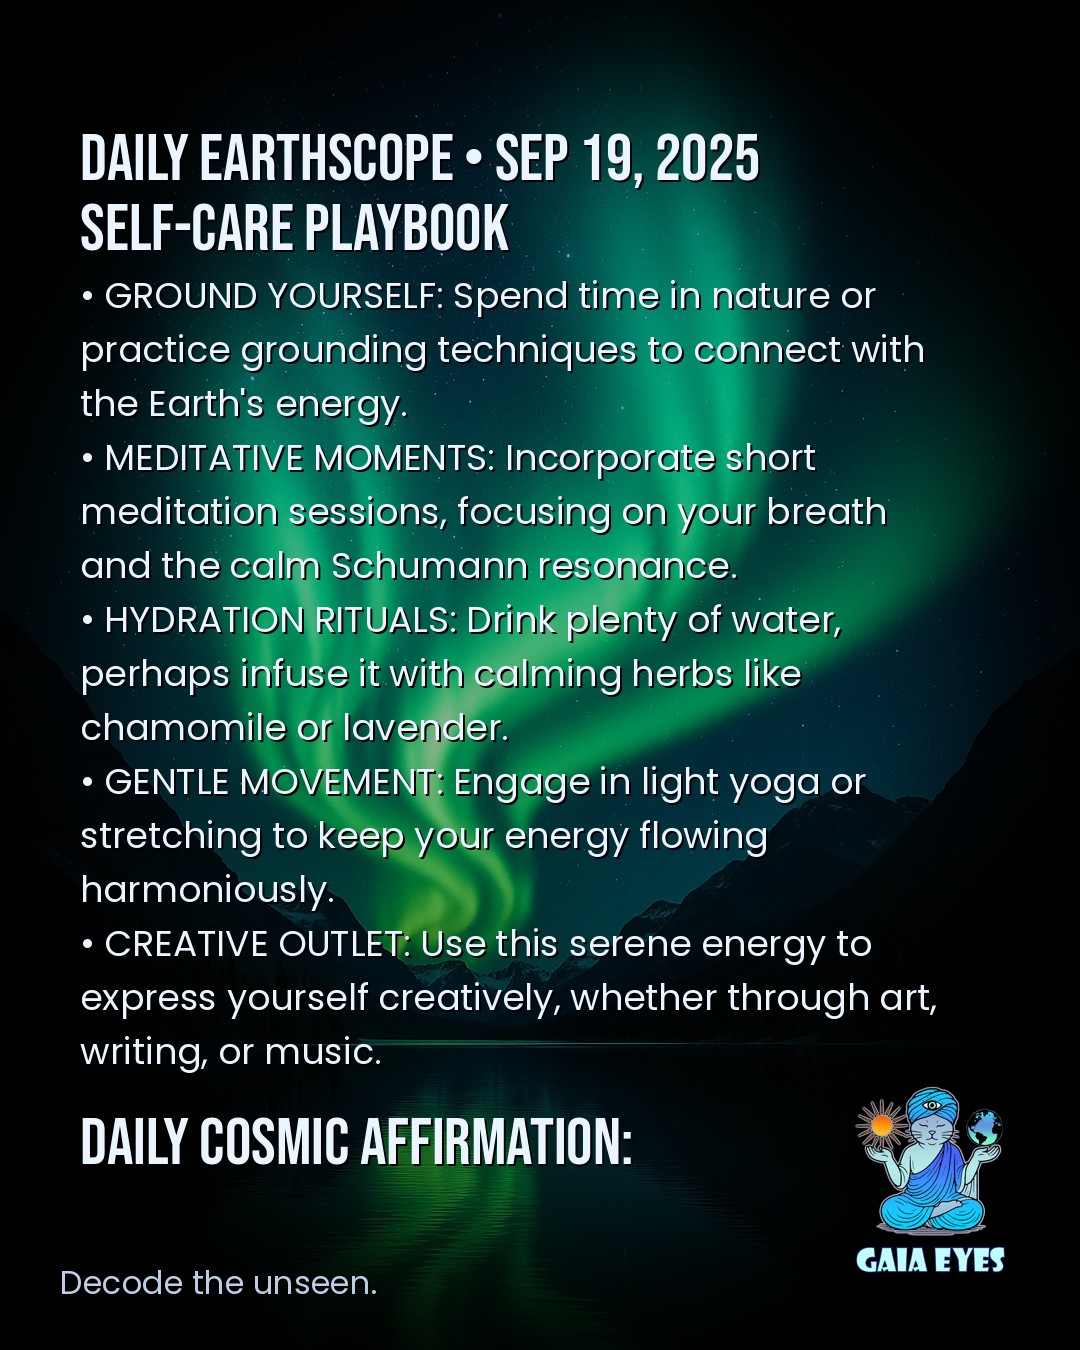 DAILY EARTHSCOPE • SEP 19, 2025
SELF-CARE PLAYBOOK
• GROUND YOURSELF: Spend time in nature or
practice grounding techniques to connect with
the Earth's energy.
• MEDITATIVE MOMENTS: Incorporate short
meditation sessions, focusing on your breath
and the calm Schumann resonance.
• HYDRATION RITUALS: Drink plenty of water,
perhaps infuse it with calming herbs like
chamomile or lavender.
• GENTLE MOVEMENT: Engage in light yoga or
stretching to keep your energy flowing
harmoniously.
• CREATIVE OUTLET: Use this serene energy to
express yourself creatively, whether through art,
writing, or music.
DAILY COSMIC AFFIRMATION:
GAIA EYES
Decode the unseen.